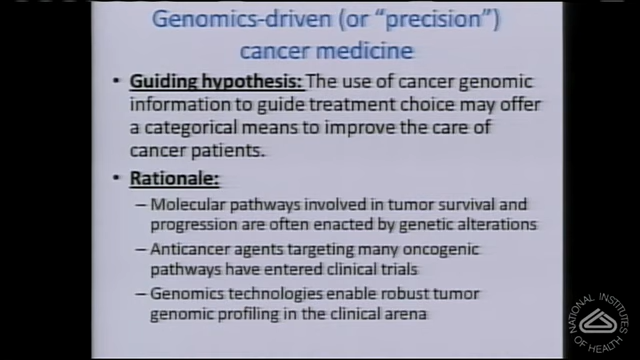 Genomics-driven (or “precision”)
cancer medicine
• Guiding hypothesis: The use of cancer genomic
information to guide treatment choice may offer
a categorical means to improve the care of
cancer patients.
• Rationale:
– Molecular pathways involved in tumor survival and
progression are often enacted by genetic alterations
– Anticancer agents targeting many oncogenic
pathways have entered clinical trials
– Genomics technologies enable robust tumor
genomic profiling in the clinical arena
NATIONAL INSTITUTES
OF HEALTH